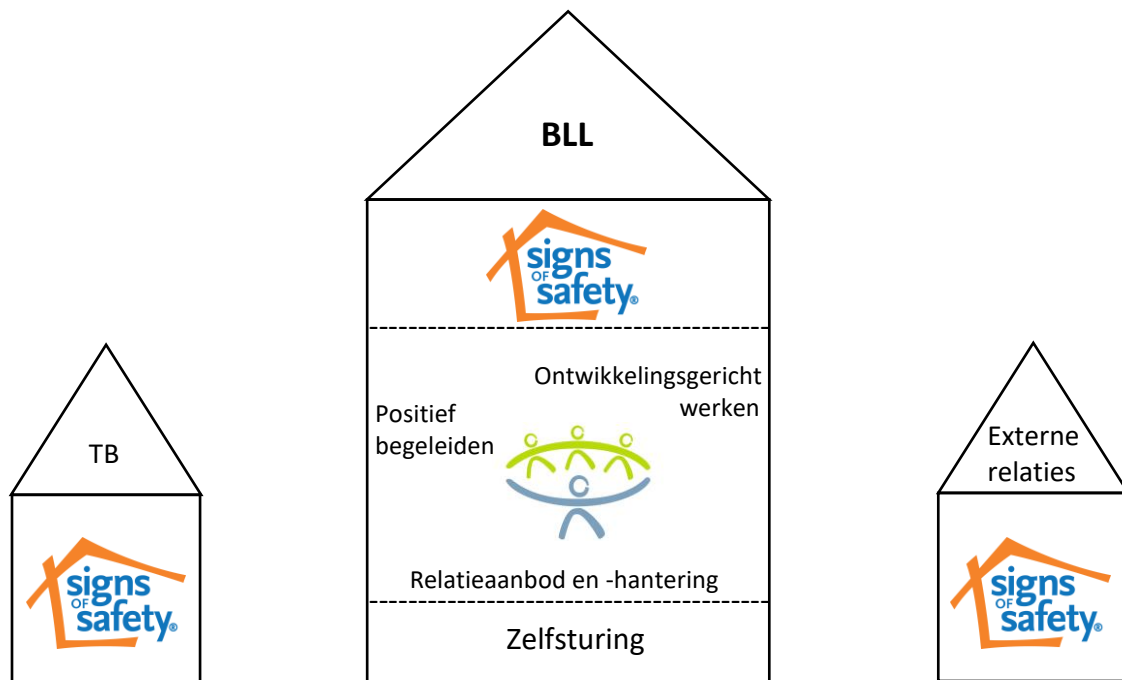 BLL
signs
OF
safety®
Ontwikkelingsgericht
werken
Positief
begeleiden
Relatieaanbod en -hantering
Zelfsturing
TB
signs
OF
safety®
Externe
relaties
signs
OF
safety®